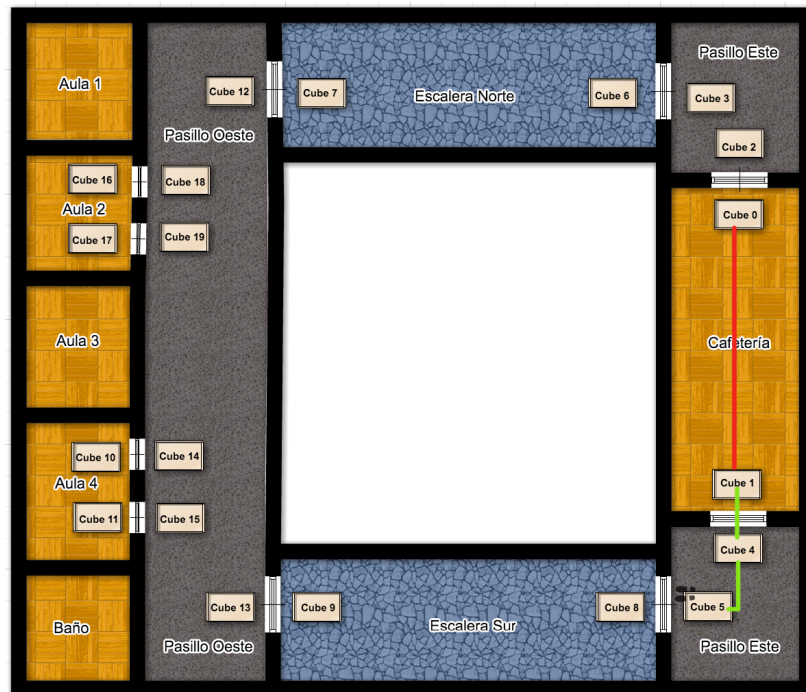 Aula 1
Pasillo Oeste
Cube 12
Cube 7
Escalera Norte
Cube 6
Pasillo Este
Cube 3
Cube 2
Cube 16
Cube 18
Aula 2
Cube 17
Cube 19
Cube 0
Aula 3
Cafetería
Cube 10
Cube 14
Aula 4
Cube 11
Cube 15
Cube 1
Cube 4
Baño
Cube 13
Cube 9
Escalera Sur
Cube 8
Cube 5
Pasillo Oeste
Pasillo Este